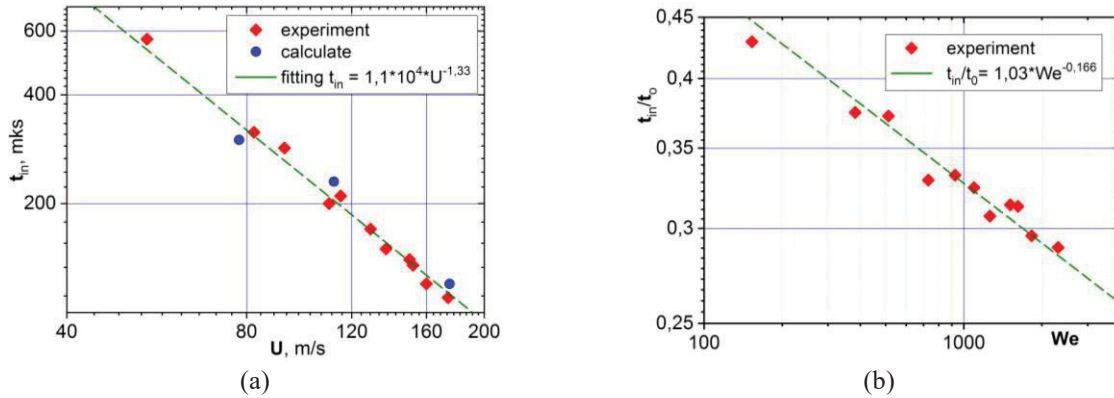 600
400
200
t_in, mks
40
80
120
160
200
U, m/s
experiment
calculate
fitting t_in = 1,1*10^4*U^-1,33
(a)
0,45
0,4
0,35
0,3
0,25
t_in/t_o
100
1000
We
experiment
t_in/t_0= 1,03*We^-0,166
(b)